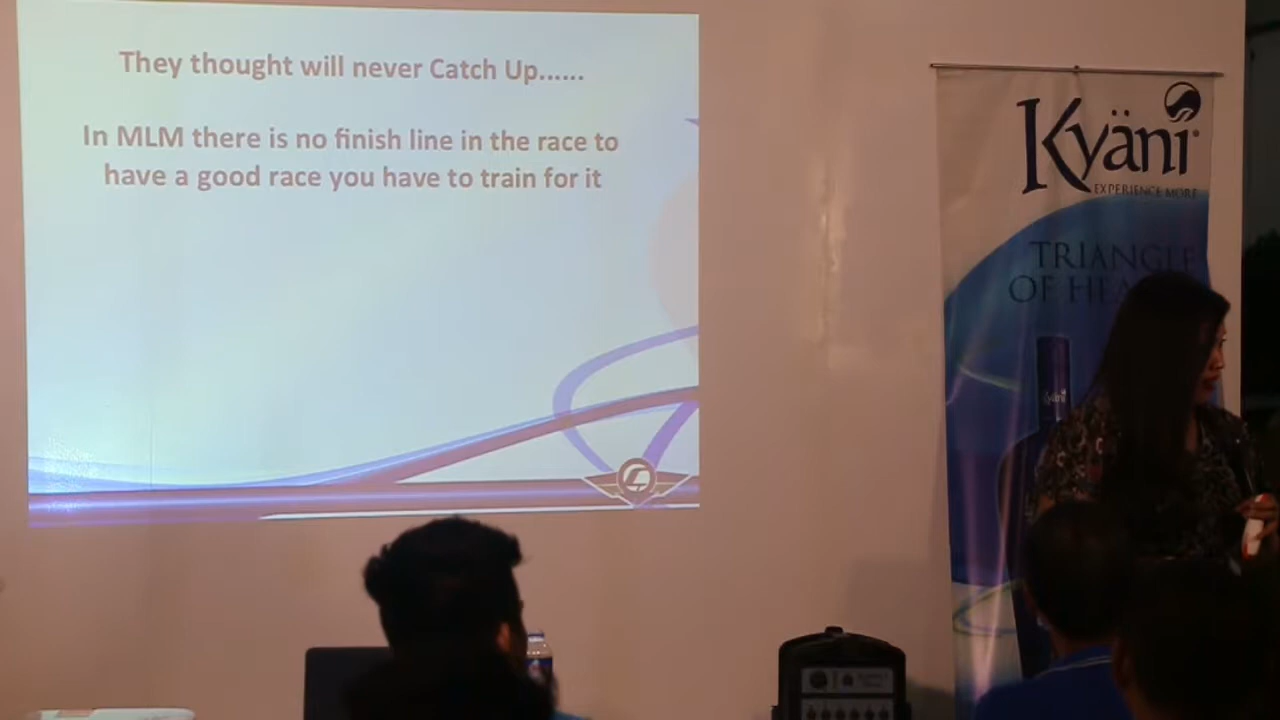 They thought will never Catch Up......
In MLM there is no finish line in the race to
have a good race you have to train for it
Kyäni
EXPERIENCE MORE
TRIANGLE
OF
Kyäni